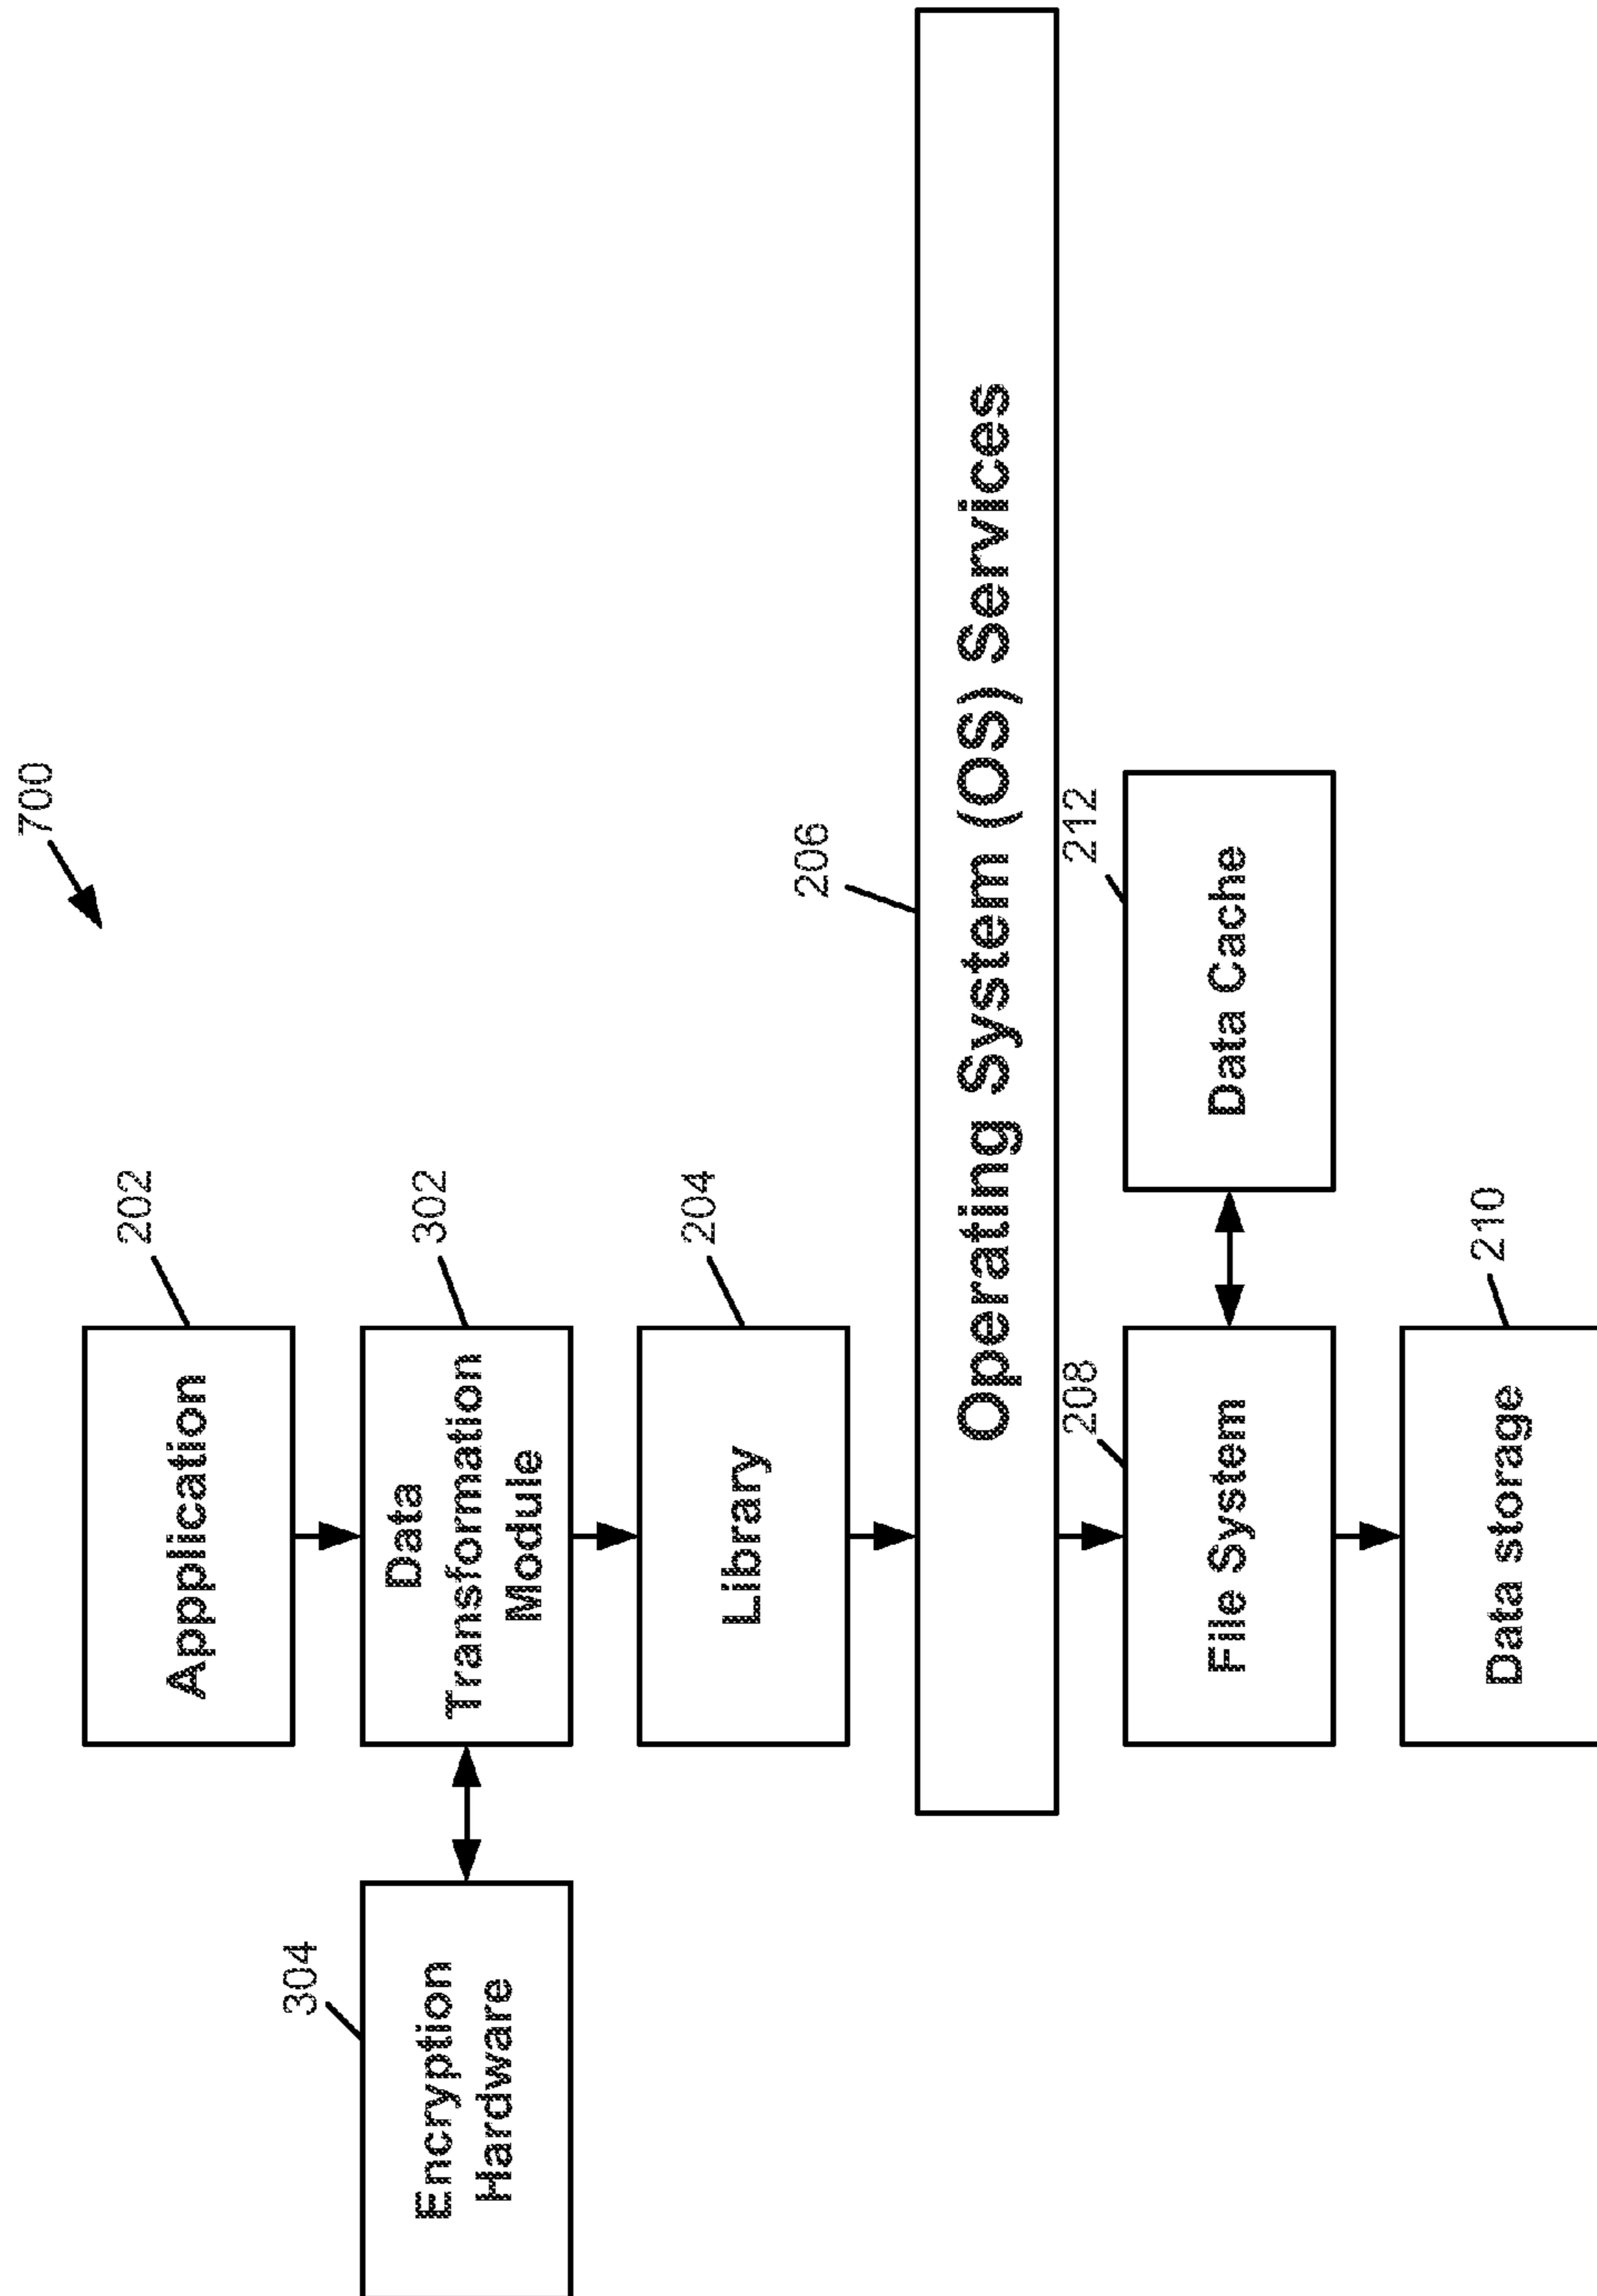 700
202
Application
302
Data
Transformation
Module
304
Encryption
Hardware
204
Library
206
Operating System (OS) Services
208
File System
212
Data Cache
210
Data storage